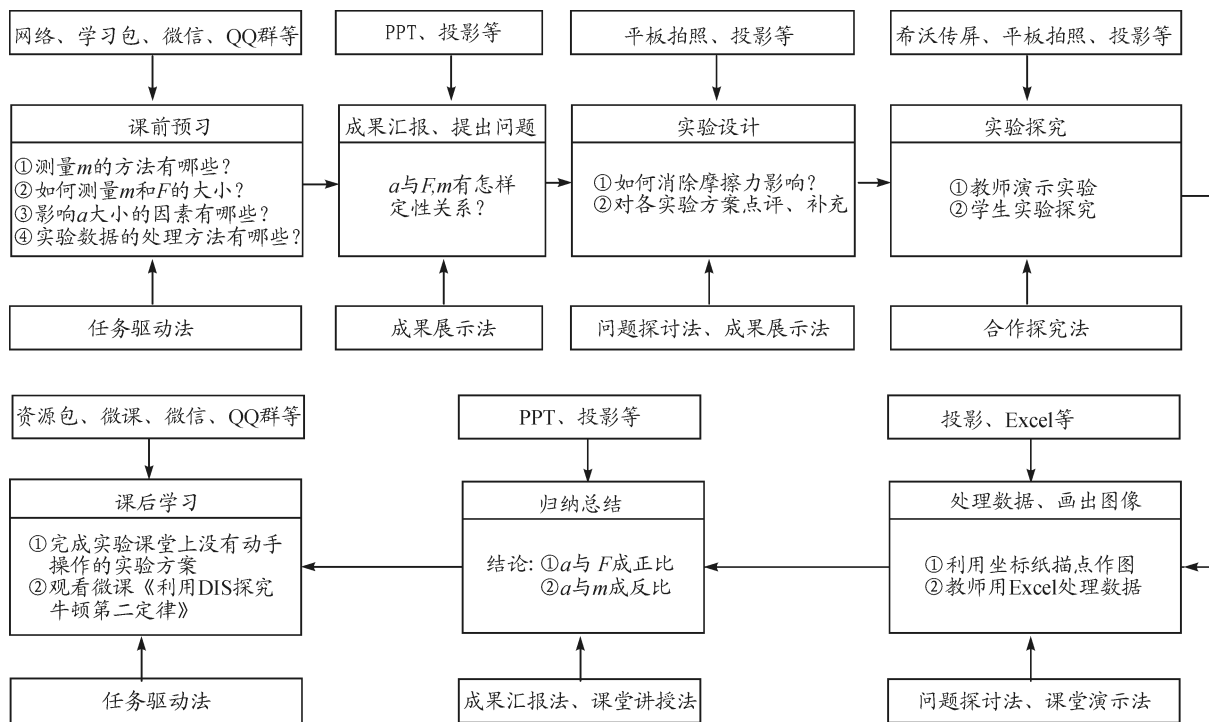 网络、学习包、微信、QQ群等
PPT、投影等
平板拍照、投影等
希沃传屏、平板拍照、投影等
课前预习
①测量m的方法有哪些？
②如何测量m和F的大小？
③影响a大小的因素有哪些？
④实验数据的处理方法有哪些？
成果汇报、提出问题
a与F,m有怎样
定性关系？
实验设计
①如何消除摩擦力影响？
②对各实验方案点评、补充
实验探究
①教师演示实验
②学生实验探究
任务驱动法
成果展示法
问题探讨法、成果展示法
合作探究法
资源包、微课、微信、QQ群等
PPT、投影等
投影、Excel等
课后学习
①完成实验课堂上没有动手
操作的实验方案
②观看微课《利用DIS探究
牛顿第二定律》
归纳总结
结论: ①a与 F成正比
②a与m成反比
处理数据、画出图像
①利用坐标纸描点作图
②教师用Excel处理数据
任务驱动法
成果汇报法、课堂讲授法
问题探讨法、课堂演示法